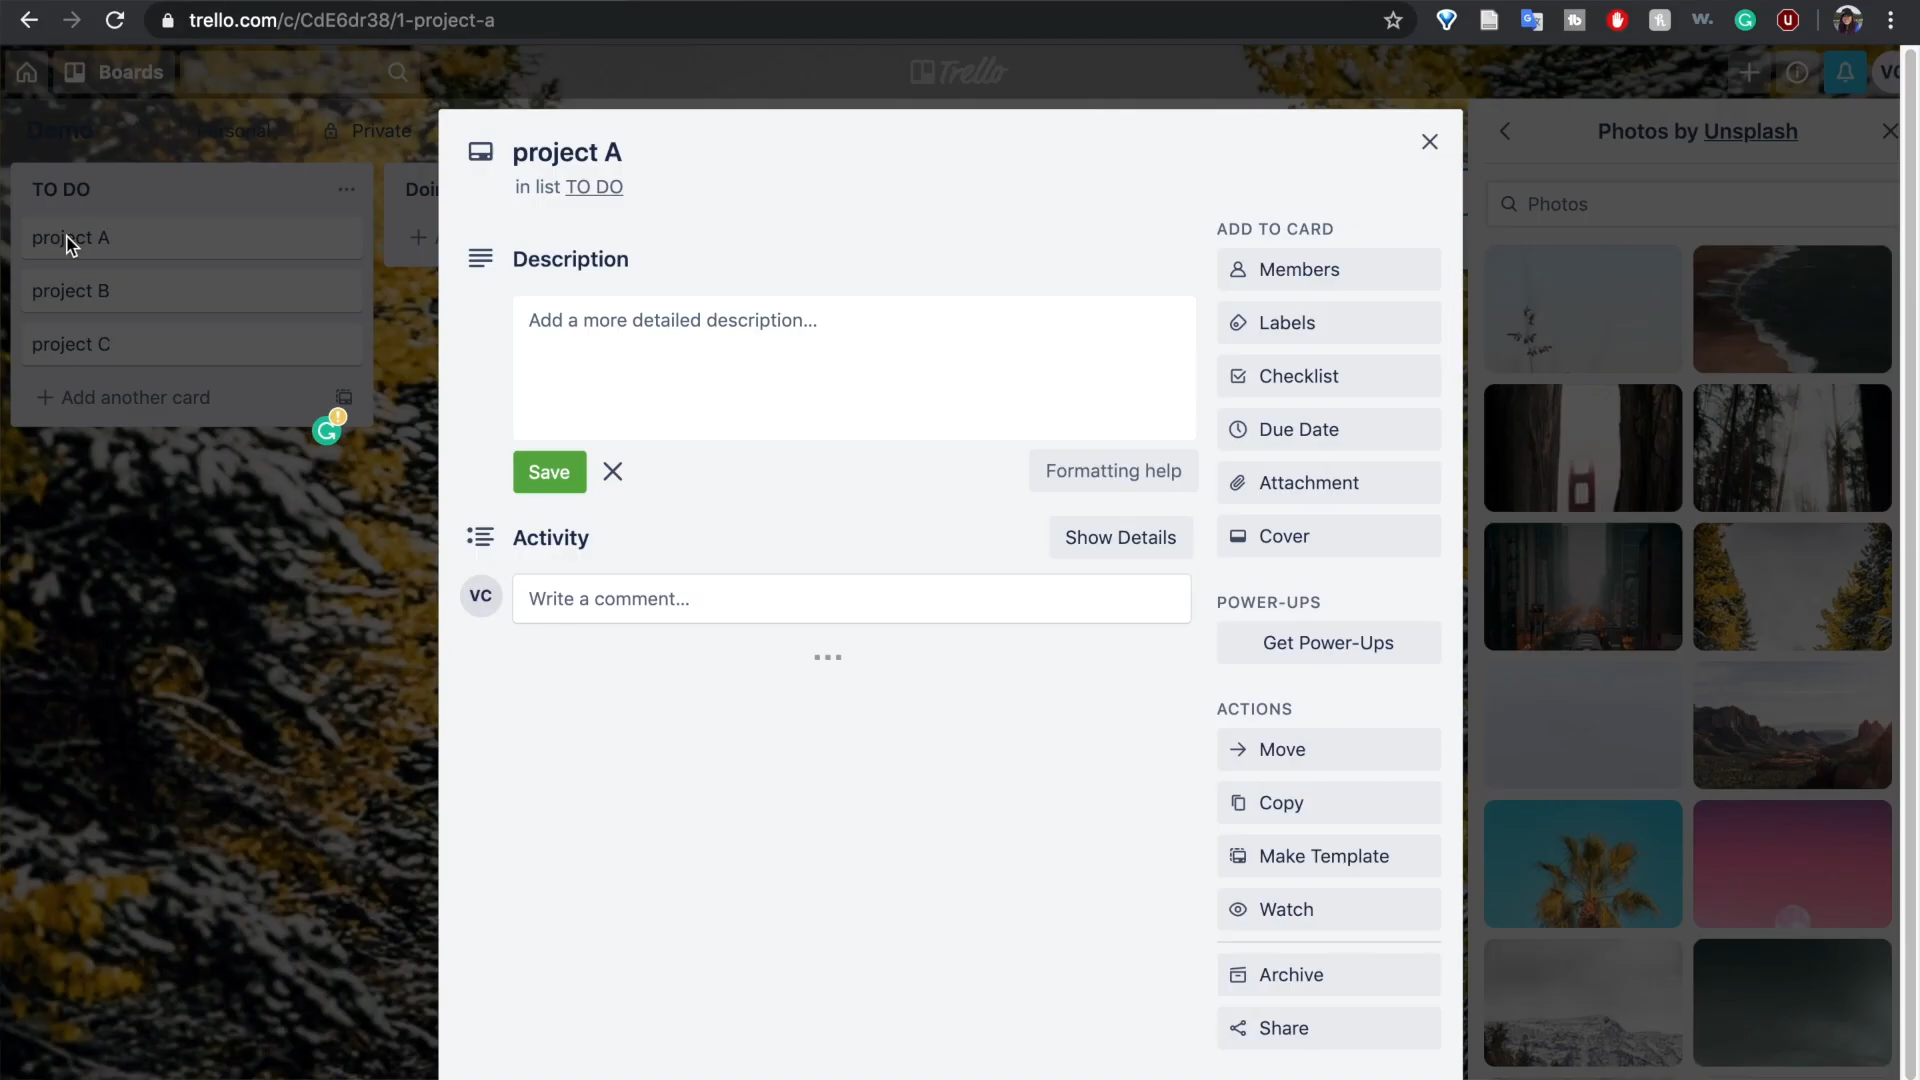 trello.com/c/CdE6dr38/1-project-a
Boards
Trello
VC
Demo
Personal
Private
TO DO
project A
project B
project C
Add another card
Doi
project A
in list TO DO
Description
Add a more detailed description...
Save
Formatting help
Activity
Show Details
VC
Write a comment...
ADD TO CARD
Members
Labels
Checklist
Due Date
Attachment
Cover
POWER-UPS
Get Power-Ups
ACTIONS
Move
Copy
Make Template
Watch
Archive
Share
Photos by Unsplash
Photos